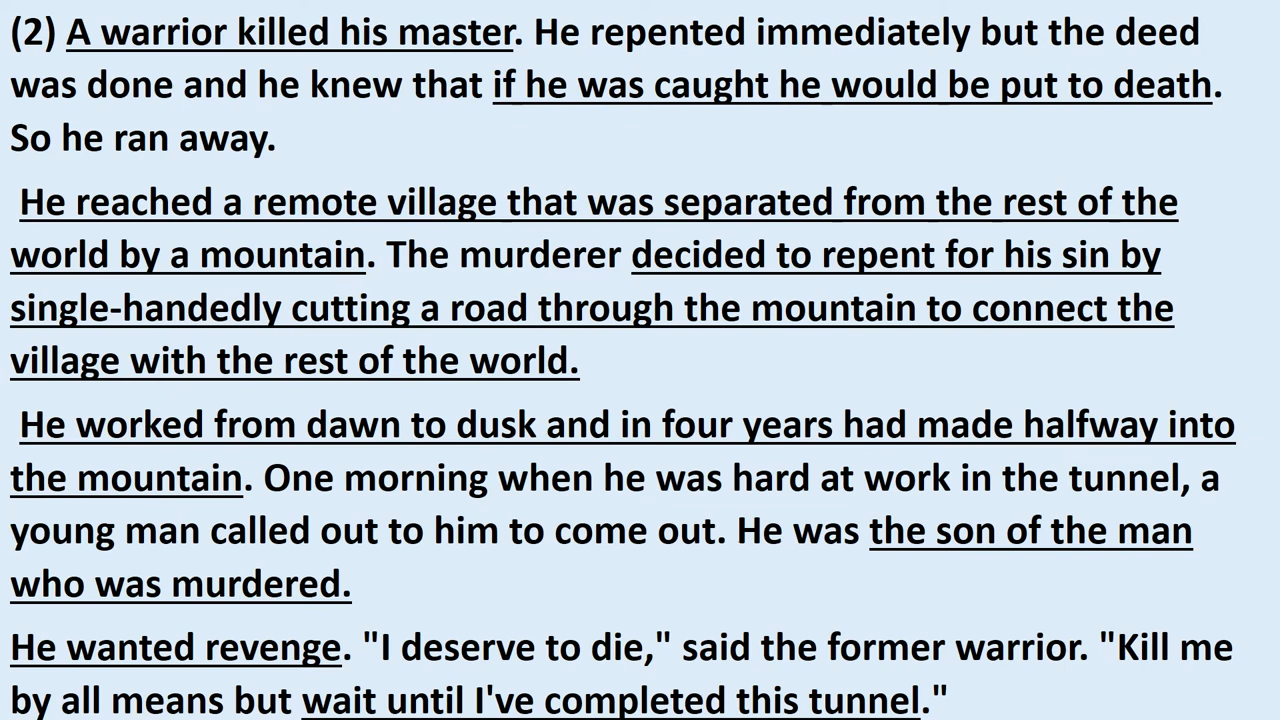 (2) A warrior killed his master. He repented immediately but the deed
was done and he knew that if he was caught he would be put to death.
So he ran away.
He reached a remote village that was separated from the rest of the
world by a mountain. The murderer decided to repent for his sin by
single-handedly cutting a road through the mountain to connect the
village with the rest of the world.
He worked from dawn to dusk and in four years had made halfway into
the mountain. One morning when he was hard at work in the tunnel, a
young man called out to him to come out. He was the son of the man
who was murdered.
He wanted revenge. "I deserve to die," said the former warrior. "Kill me
by all means but wait until I've completed this tunnel."